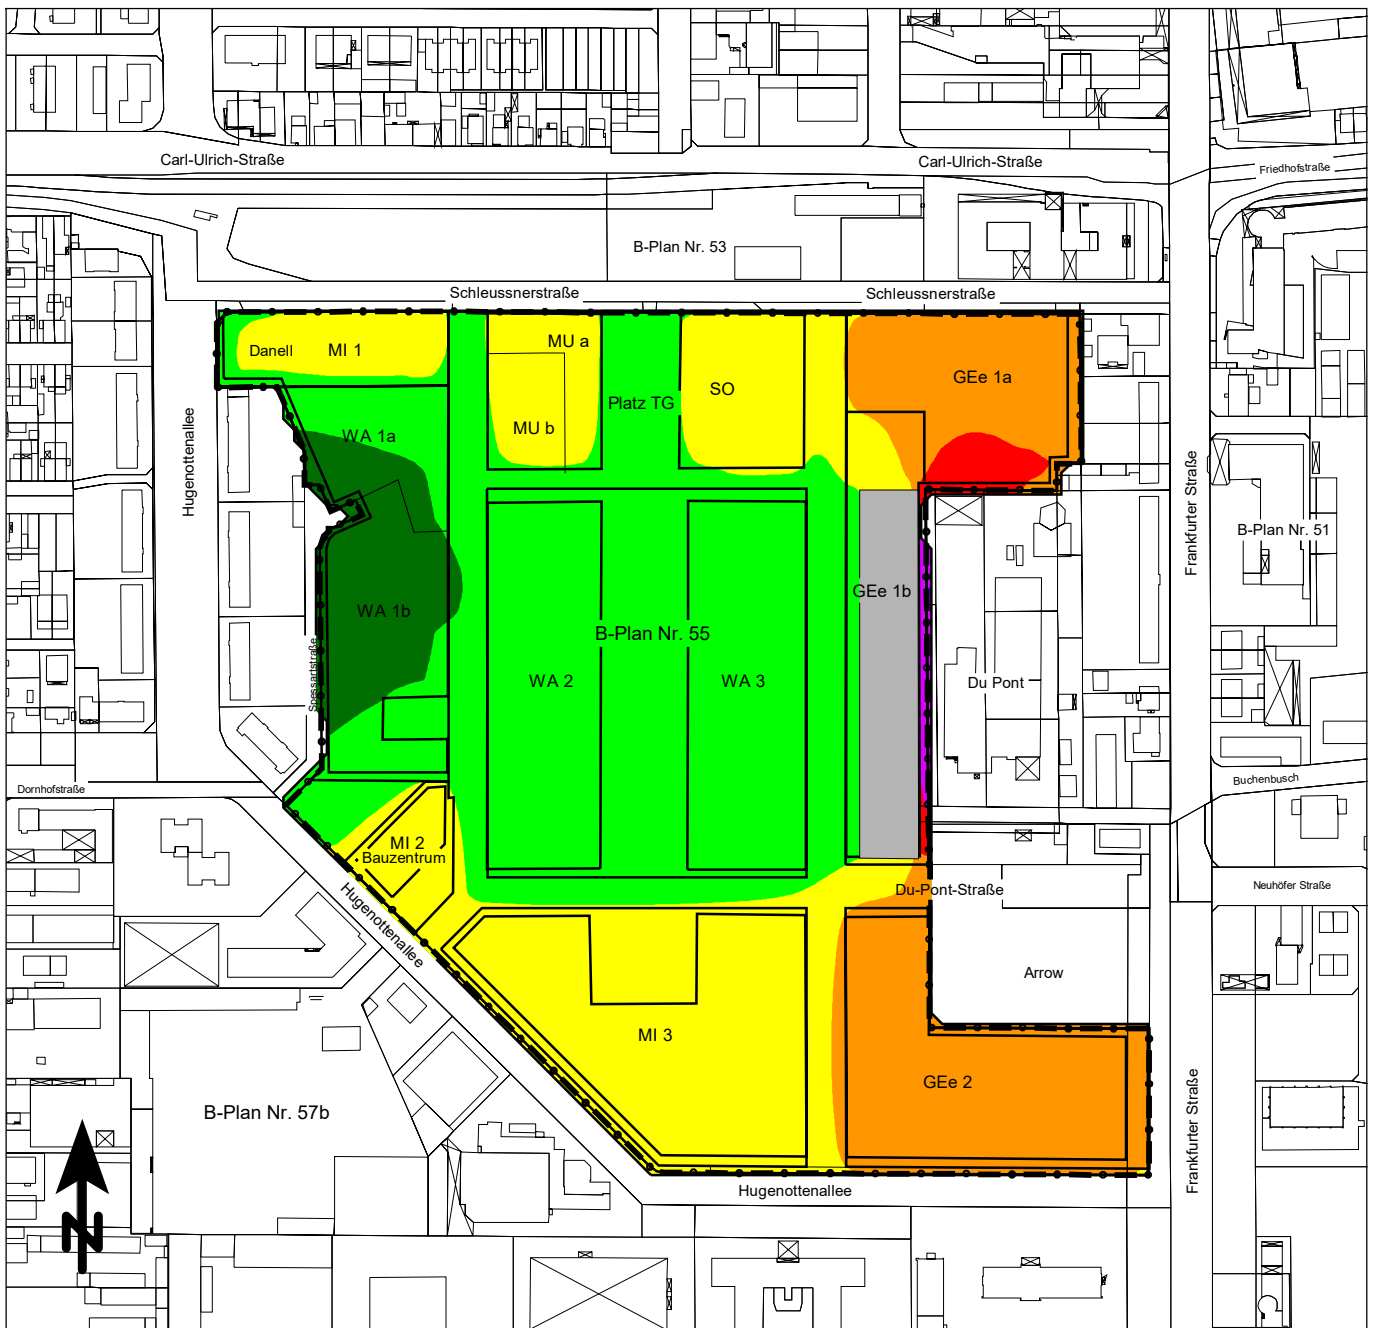 Carl-Ulrich-Straße
Carl-Ulrich-Straße
Friedhofstraße
B-Plan Nr. 53
Schleussnerstraße
Schleussnerstraße
Danell
MI 1
MU a
GEe 1a
SO
Platz TG
MU b
WA 1a
Hugenottenallee
Frankfurter Straße
B-Plan Nr. 51
GEe 1b
WA 1b
B-Plan Nr. 55
Spessartstraße
WA 2
WA 3
Du Pont
Buchenbusch
Dornhofstraße
MI 2
Bauzentrum
Du-Pont-Straße
Neuhöfer Straße
Hugenottenallee
Arrow
MI 3
GEe 2
B-Plan Nr. 57b
Frankfurter Straße
Hugenottenallee
N